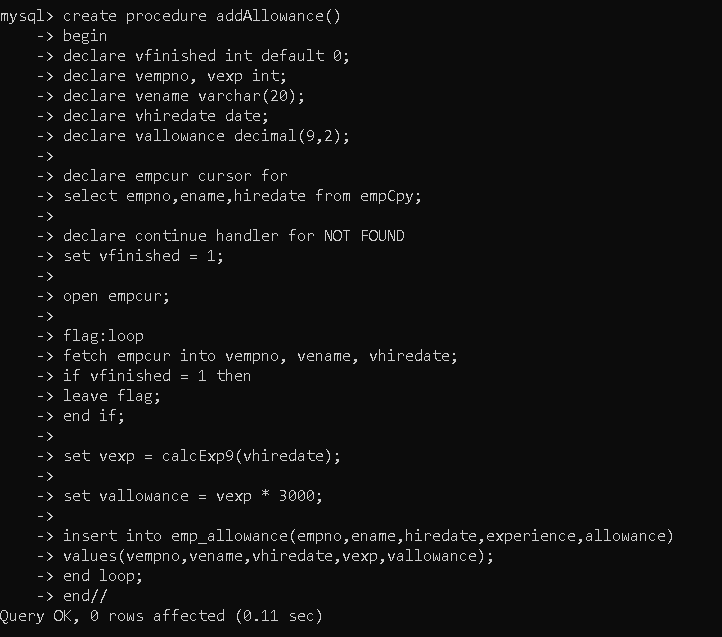 mysql> create procedure addAllowance()
    -> begin
    -> declare vfinished int default 0;
    -> declare vempno, vexp int;
    -> declare vename varchar(20);
    -> declare vhiredate date;
    -> declare vallowance decimal(9,2);
    ->
    -> declare empcur cursor for
    -> select empno,ename,hiredate from empCpy;
    ->
    -> declare continue handler for NOT FOUND
    -> set vfinished = 1;
    ->
    -> open empcur;
    ->
    -> flag:loop
    -> fetch empcur into vempno, vename, vhiredate;
    -> if vfinished = 1 then
    -> leave flag;
    -> end if;
    ->
    -> set vexp = calcExp9(vhiredate);
    ->
    -> set vallowance = vexp * 3000;
    ->
    -> insert into emp_allowance(empno,ename,hiredate,experience,allowance)
    -> values(vempno,vename,vhiredate,vexp,vallowance);
    -> end loop;
    -> end//
Query OK, 0 rows affected (0.11 sec)